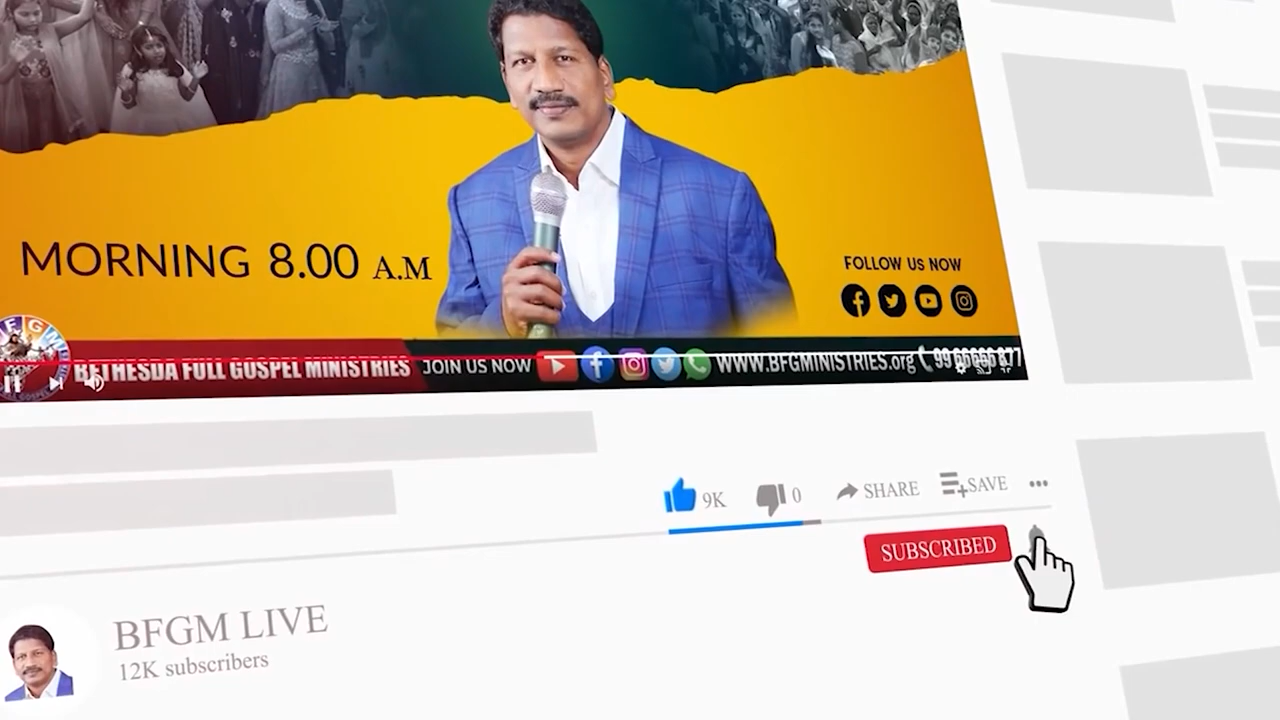 MORNING 8.00 A.M
FOLLOW US NOW
BETHESDA FULL GOSPEL MINISTRIES
JOIN US NOW
WWW.BFGMINISTRIES.org
9K
0
SHARE
SAVE
SUBSCRIBED
BFGM LIVE
12K subscribers